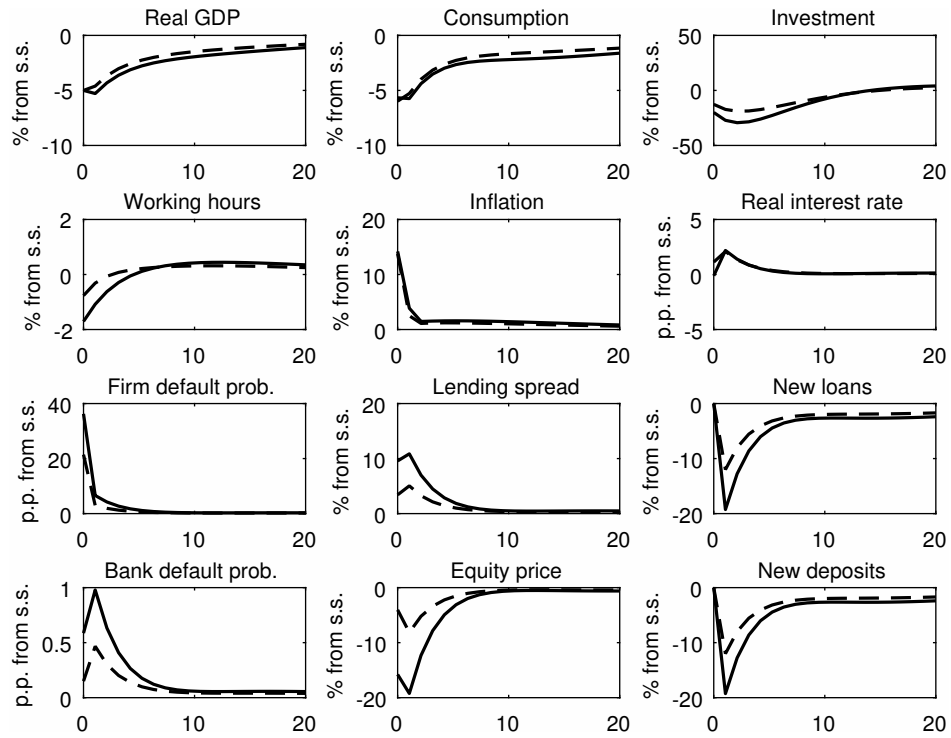 Real GDP
% from s.s.
0
-5
-10
0 10 20
Consumption
% from s.s.
0
-5
-10
0 10 20
Investment
% from s.s.
50
0
-50
0 10 20
Working hours
% from s.s.
2
0
-2
0 10 20
Inflation
% from s.s.
20
10
0
0 10 20
Real interest rate
p.p. from s.s.
5
0
-5
0 10 20
Firm default prob.
p.p. from s.s.
40
20
0
0 10 20
Lending spread
% from s.s.
20
10
0
0 10 20
New loans
% from s.s.
0
-10
-20
0 10 20
Bank default prob.
p.p. from s.s.
1
0.5
0
0 10 20
Equity price
% from s.s.
0
-10
-20
0 10 20
New deposits
% from s.s.
0
-10
-20
0 10 20